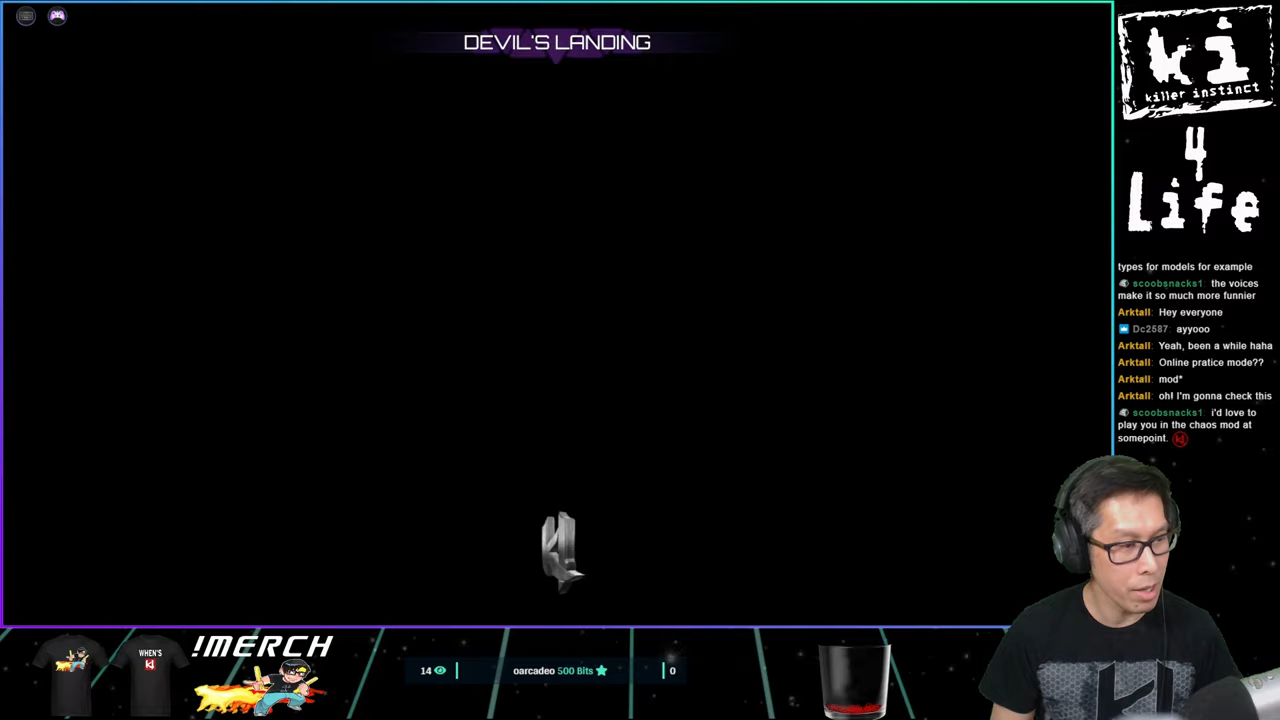 DEVIL'S LANDING
ki
killer instinct
4
Life
types for models for example
scoobsnacks1: the voices
make it so much more funnier
Arktall: Hey everyone
Dc2587: ayyooo
Arktall: Yeah, been a while haha
Arktall: Online pratice mode??
Arktall: mod*
Arktall: oh! I'm gonna check this
scoobsnacks1: i'd love to
play you in the chaos mod at
somepoint.
WHEN'S
!MERCH
14
oarcadeo 500 Bits
0